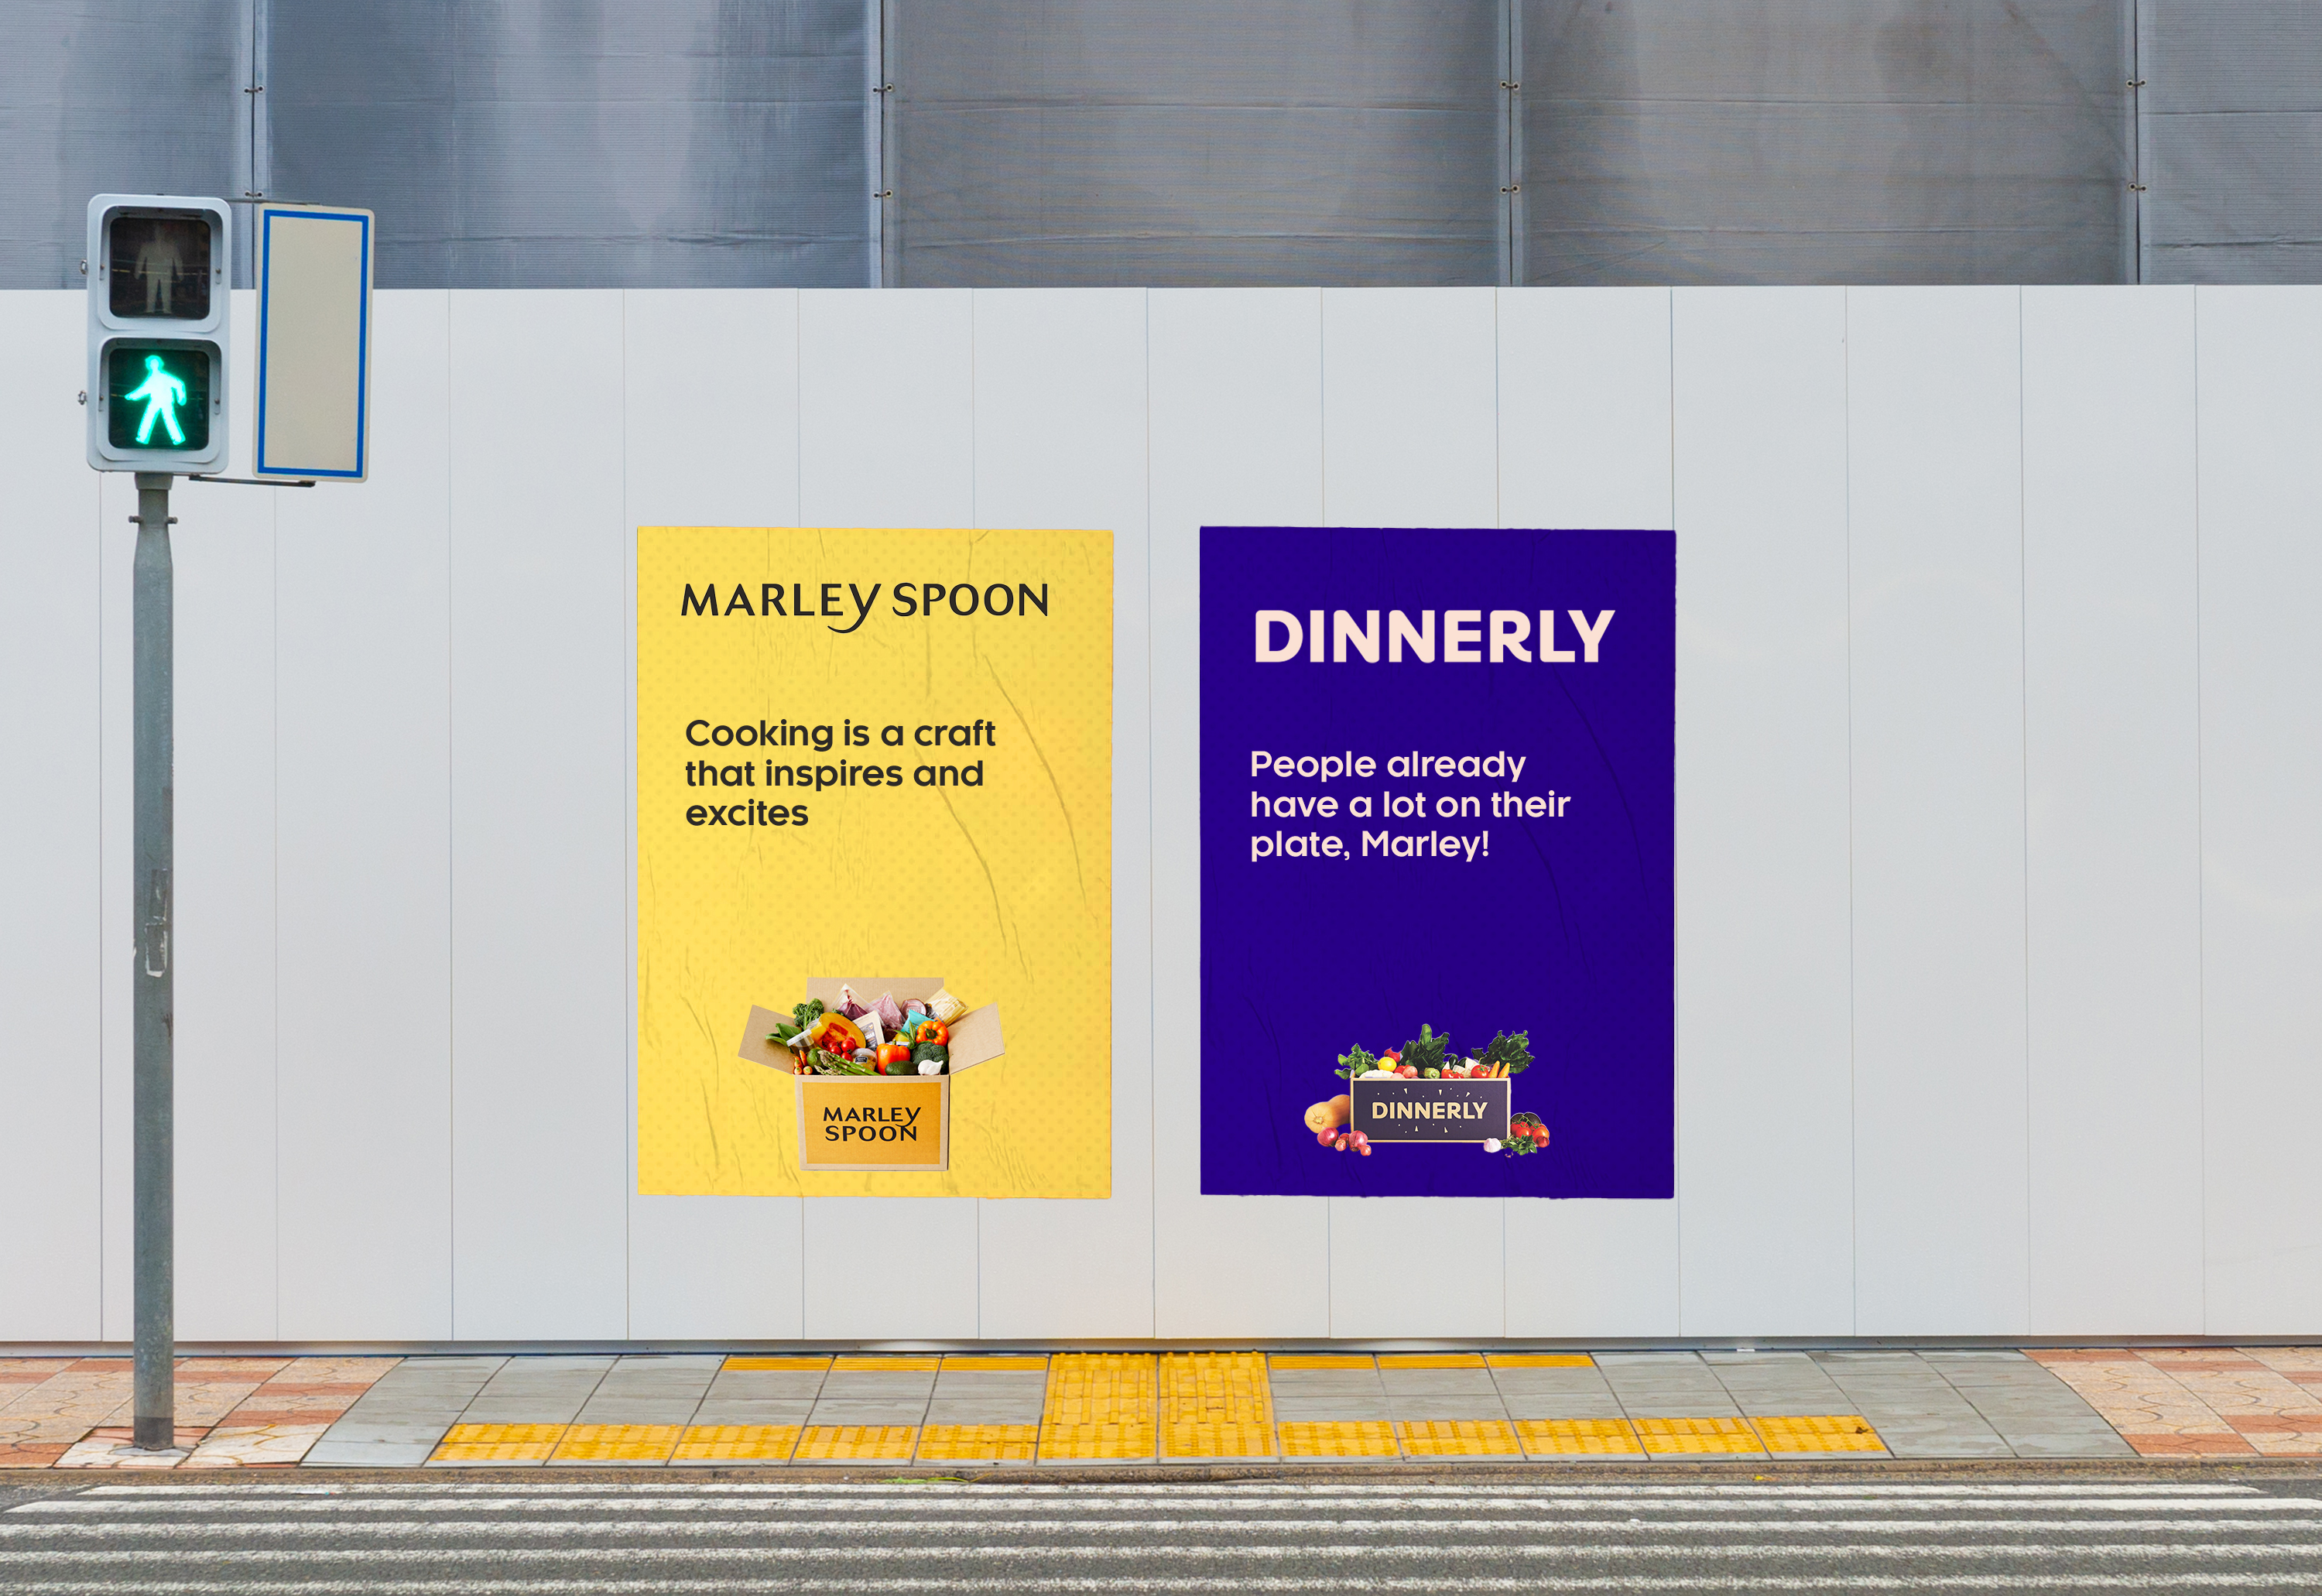 MARLEY SPOON
Cooking is a craft
that inspires and
excites
MARLEY
SPOON
DINNERLY
People already
have a lot on their
plate, Marley!
DINNERLY